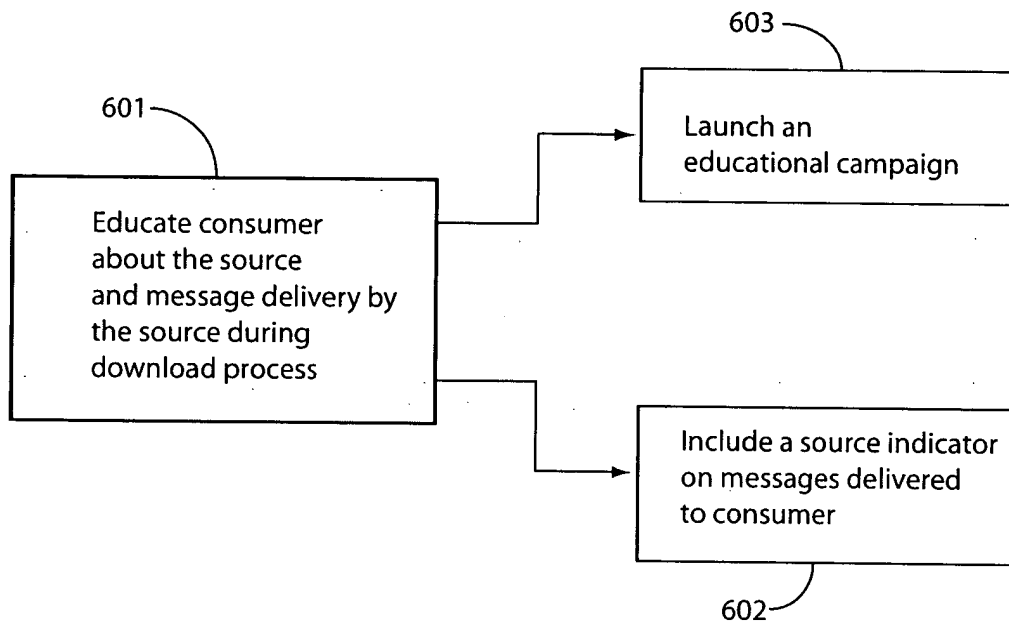 603
601
Launch an
educational campaign
Educate consumer
about the source
and message delivery by
the source during
download process
Include a source indicator
on messages delivered
to consumer
602